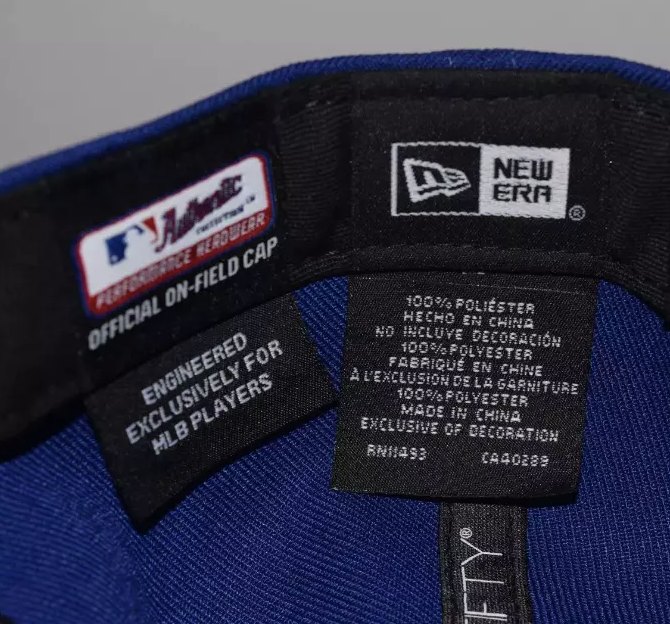 Authentic
COLLECTION™
PERFORMANCE HEADWEAR
OFFICIAL ON-FIELD CAP
NEW
ERA
®
ENGINEERED
EXCLUSIVELY FOR
MLB PLAYERS
100% POLIÉSTER
HECHO EN CHINA
NO INCLUYE DECORACIÓN
100% POLYESTER
FABRIQUÉ EN CHINE
À L'EXCLUSION DE LA GARNITURE
100% POLYESTER
MADE IN CHINA
EXCLUSIVE OF DECORATION
RN11493 CA40289
IFTY®